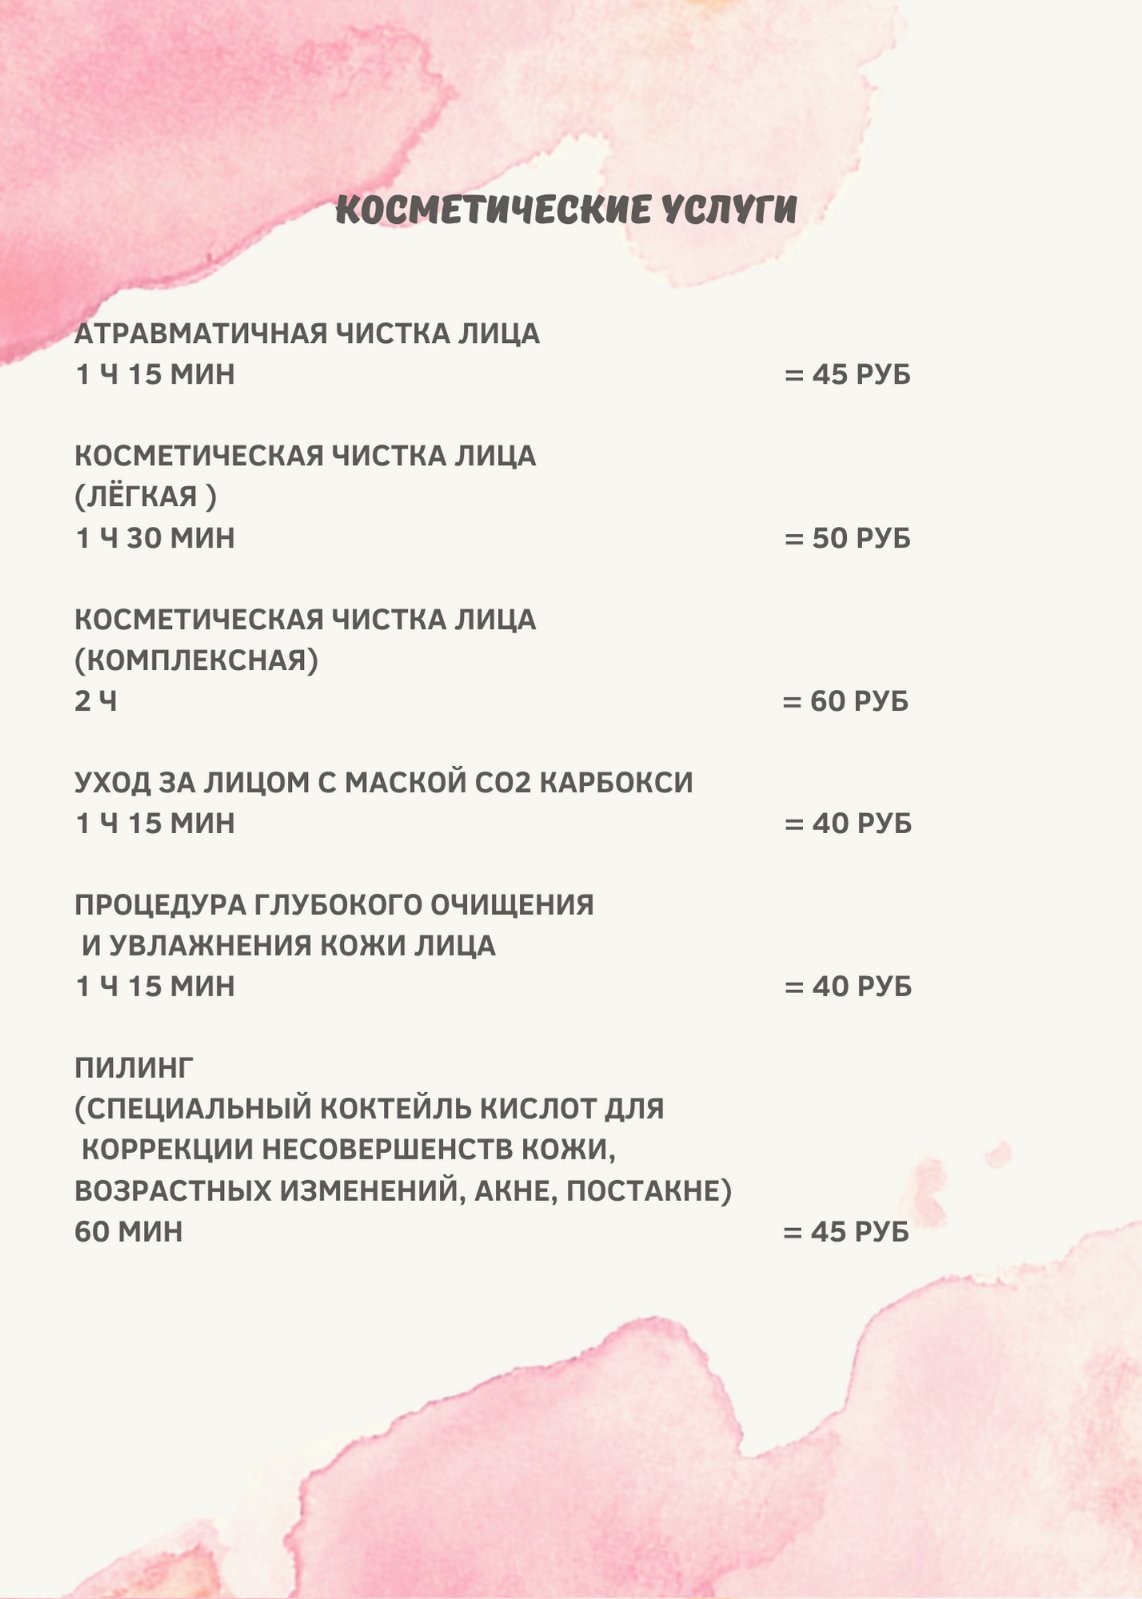 КОСМЕТИЧЕСКИЕ УСЛУГИ
АТРАВМАТИЧНАЯ ЧИСТКА ЛИЦА
1 Ч 15 МИН = 45 РУБ
КОСМЕТИЧЕСКАЯ ЧИСТКА ЛИЦА
(ЛЁГКАЯ )
1 Ч 30 МИН = 50 РУБ
КОСМЕТИЧЕСКАЯ ЧИСТКА ЛИЦА
(КОМПЛЕКСНАЯ)
2 Ч = 60 РУБ
УХОД ЗА ЛИЦОМ С МАСКОЙ СО2 КАРБОКСИ
1 Ч 15 МИН = 40 РУБ
ПРОЦЕДУРА ГЛУБОКОГО ОЧИЩЕНИЯ
И УВЛАЖНЕНИЯ КОЖИ ЛИЦА
1 Ч 15 МИН = 40 РУБ
ПИЛИНГ
(СПЕЦИАЛЬНЫЙ КОКТЕЙЛЬ КИСЛОТ ДЛЯ
КОРРЕКЦИИ НЕСОВЕРШЕНСТВ КОЖИ,
ВОЗРАСТНЫХ ИЗМЕНЕНИЙ, АКНЕ, ПОСТАКНЕ)
60 МИН = 45 РУБ